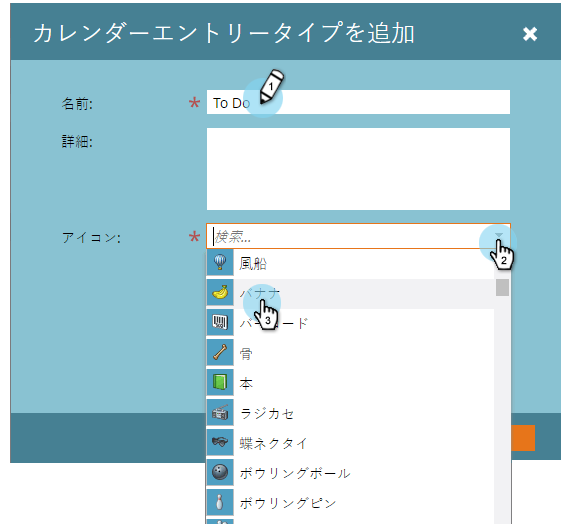 カレンダーエントリータイプを追加
名前: * To Do
1
詳細:
アイコン: * 検索...
2
風船
バナナ
3
バーコード
骨
本
ラジカセ
蝶ネクタイ
ボウリングボール
ボウリングピン